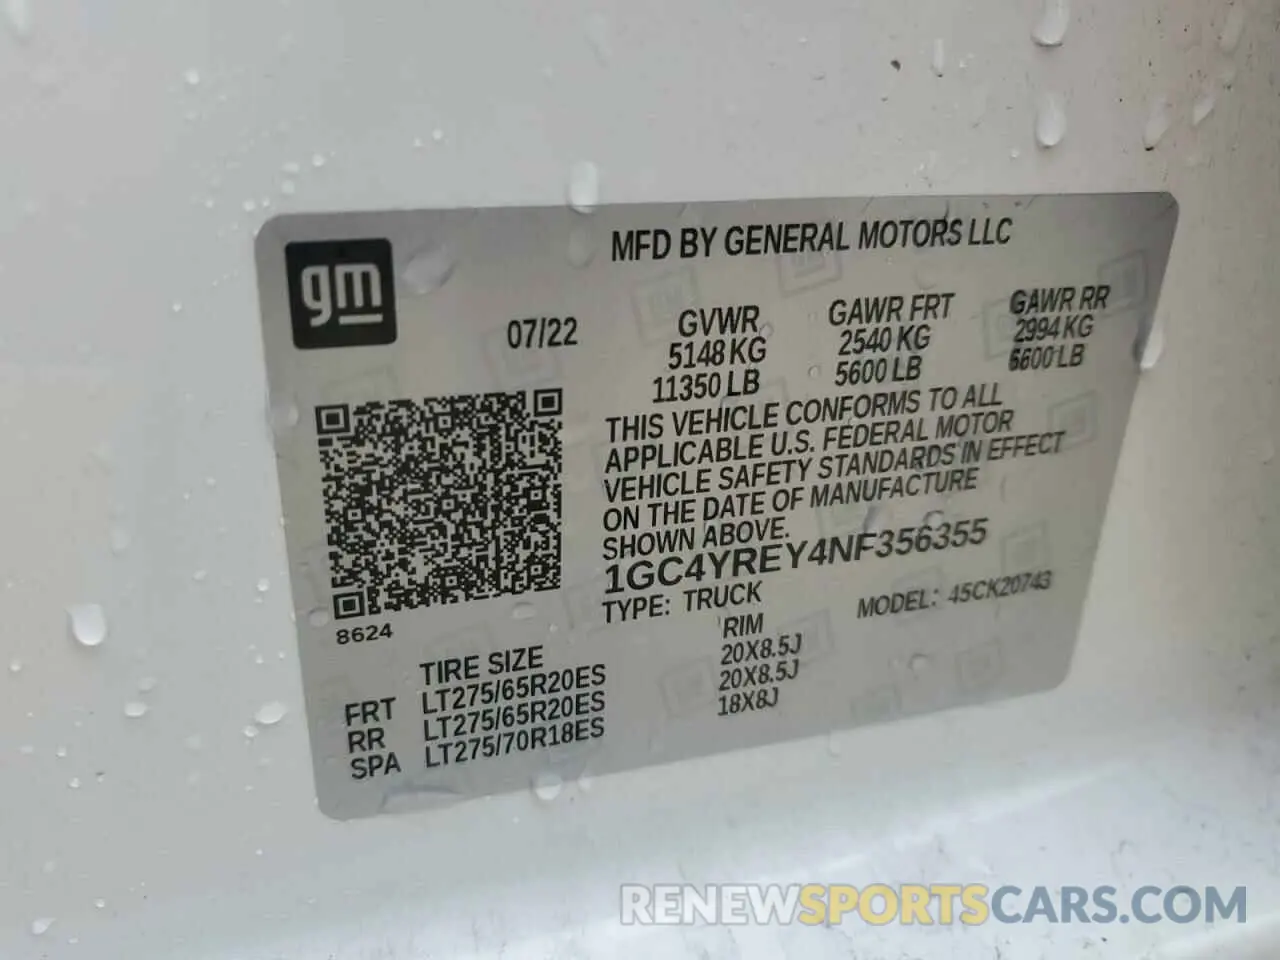 gm
MFD BY GENERAL MOTORS LLC
07/22
GVWR GAWR FRT GAWR RR
5148 KG 2540 KG 2994 KG
11350 LB 5600 LB 6600 LB
THIS VEHICLE CONFORMS TO ALL
APPLICABLE U.S. FEDERAL MOTOR
VEHICLE SAFETY STANDARDS IN EFFECT
ON THE DATE OF MANUFACTURE
SHOWN ABOVE.
1GC4YREY4NF356355
TYPE: TRUCK MODEL: 45CK20743
8624
TIRE SIZE RIM
FRT LT275/65R20ES 20X8.5J
RR LT275/65R20ES 20X8.5J
SPA LT275/70R18ES 18X8J
RENEWSPORTSCARS.COM